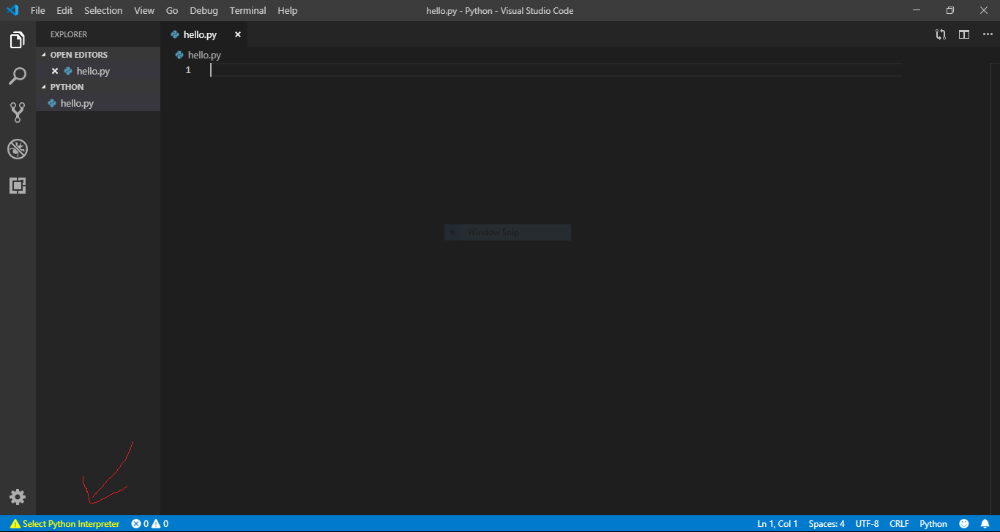 File Edit Selection View Go Debug Terminal Help
hello.py - Python - Visual Studio Code
EXPLORER
OPEN EDITORS
hello.py
PYTHON
hello.py
hello.py
hello.py
1
Window Snip
Select Python Interpreter 0 0
Ln 1, Col 1 Spaces: 4 UTF-8 CRLF Python